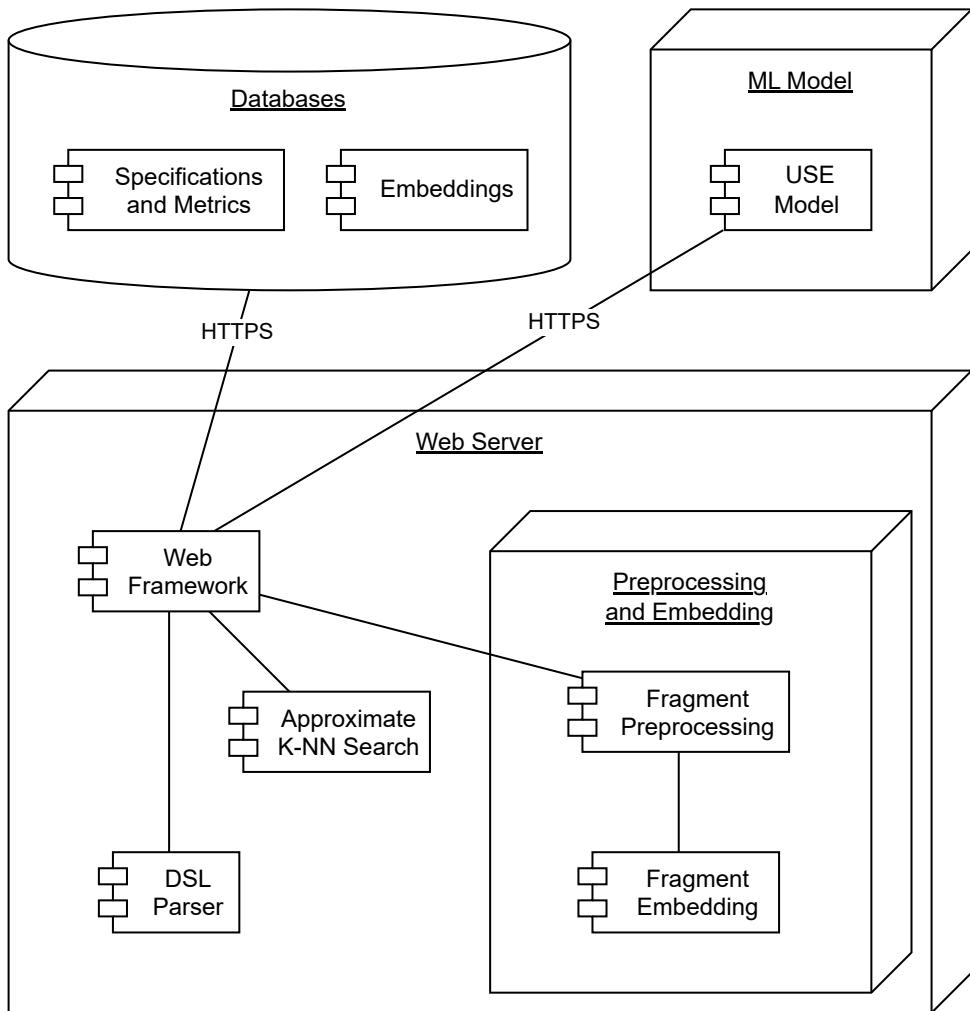 Databases
Specifications
and Metrics
Embeddings
ML Model
USE
Model
HTTPS
HTTPS
Web Server
Web
Framework
Preprocessing
and Embedding
Approximate
K-NN Search
Fragment
Preprocessing
DSL
Parser
Fragment
Embedding